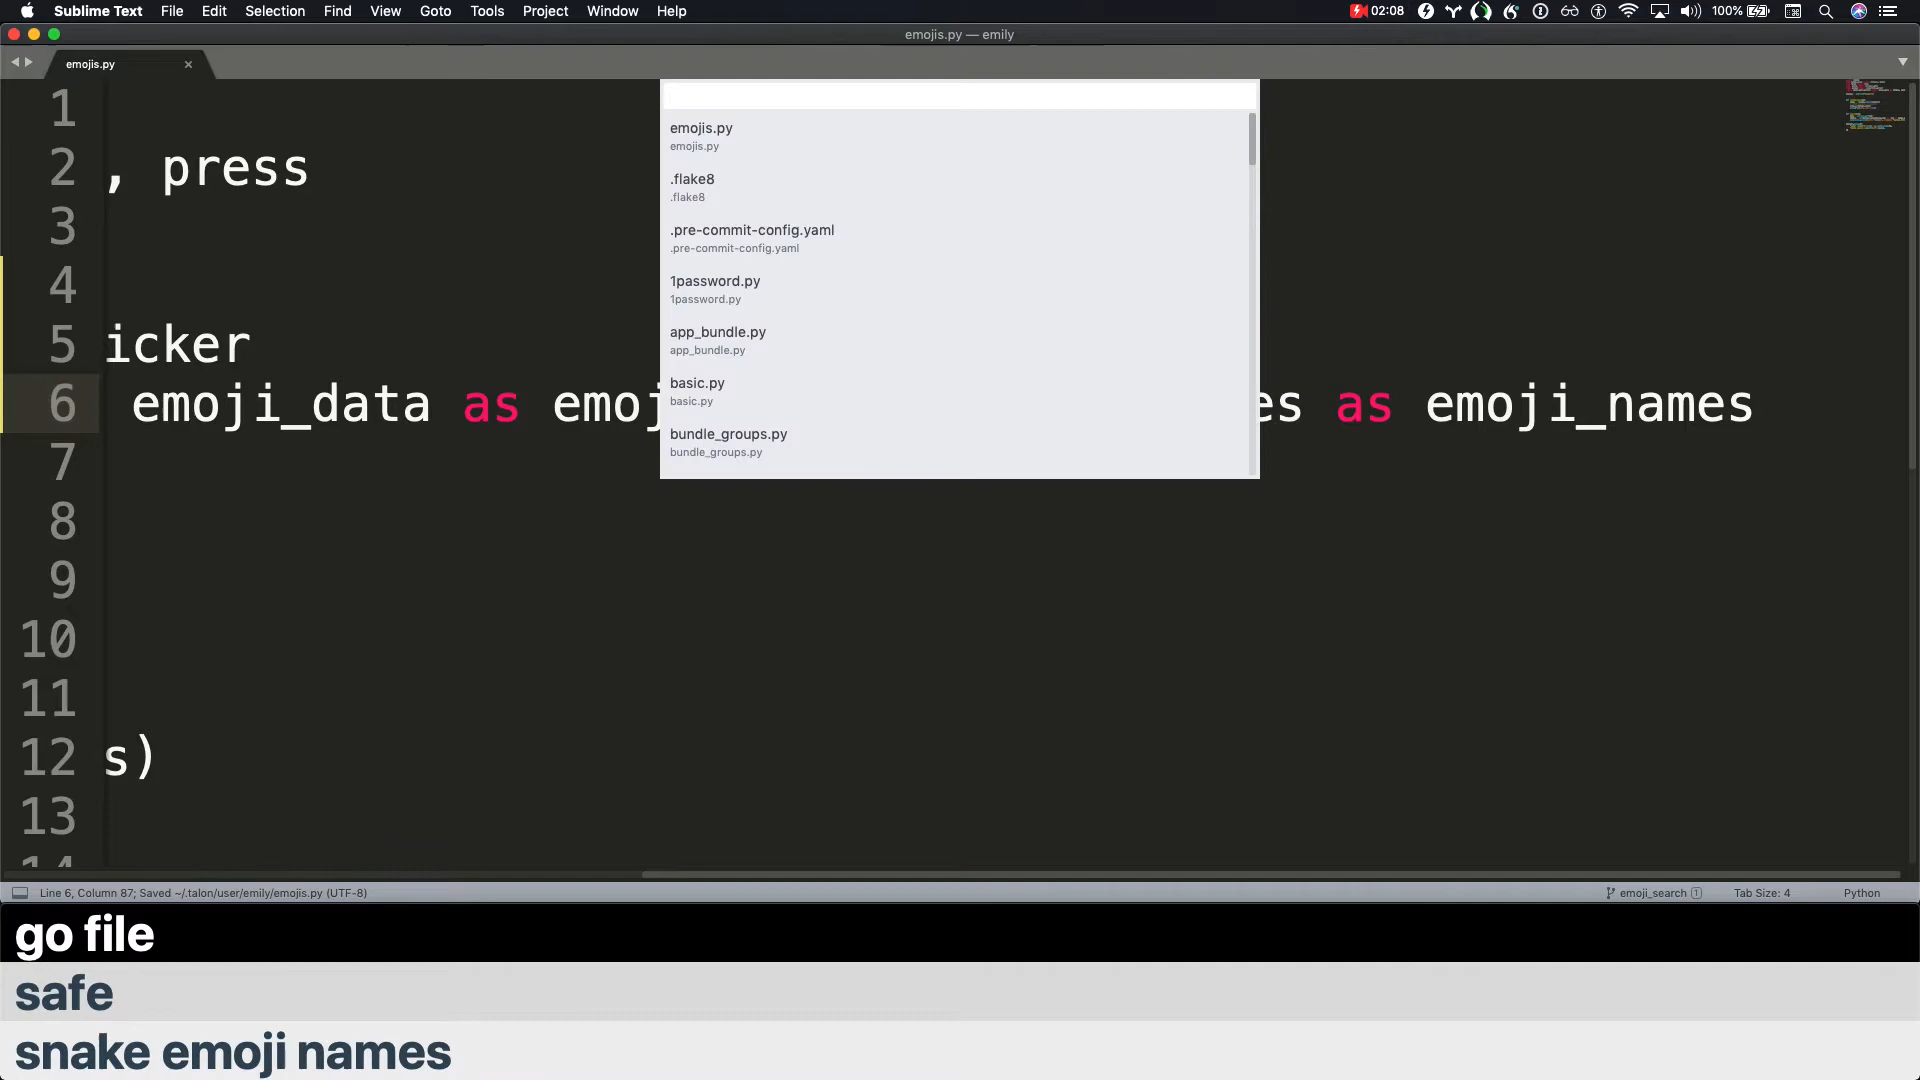 Sublime Text File Edit Selection Find View Goto Tools Project Window Help 02:08 100%
emojis.py — emily
emojis.py
emojis.py
emojis.py
.flake8
.flake8
.pre-commit-config.yaml
.pre-commit-config.yaml
1password.py
1password.py
app_bundle.py
app_bundle.py
basic.py
basic.py
bundle_groups.py
bundle_groups.py
1
2 , press
3
4
5 icker
6 emoji_data as emoj es as emoji_names
7
8
9
10
11
12 s)
13
14
Line 6, Column 87; Saved ~/.talon/user/emily/emojis.py (UTF-8) emoji_search 1 Tab Size: 4 Python
go file
safe
snake emoji names